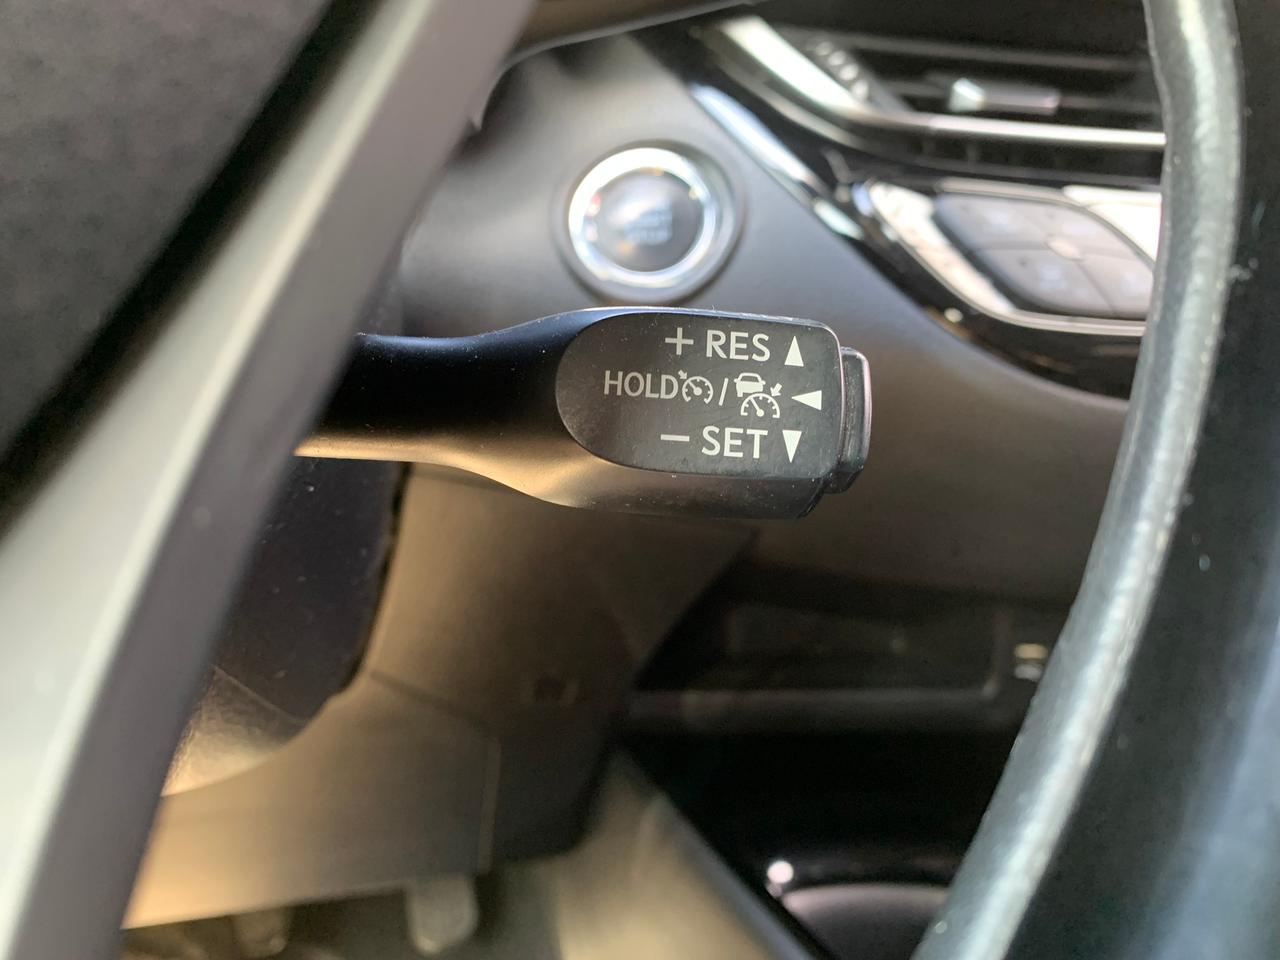 + RES ▲
HOLD / ◀
− SET ▼